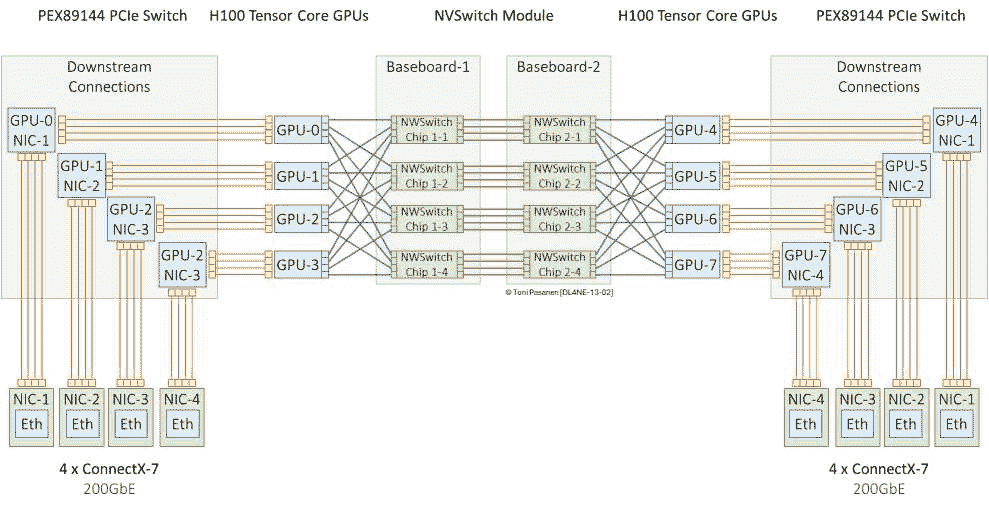 PEX89144 PCIe Switch
H100 Tensor Core GPUs
NVSwitch Module
H100 Tensor Core GPUs
PEX89144 PCIe Switch
Downstream
Connections
Baseboard-1
Baseboard-2
Downstream
Connections
GPU-0
NIC-1
GPU-1
NIC-2
GPU-2
NIC-3
GPU-2
NIC-3
GPU-0
GPU-1
GPU-2
GPU-3
NWSwitch
Chip 1-1
NWSwitch
Chip 1-2
NWSwitch
Chip 1-3
NWSwitch
Chip 1-4
NWSwitch
Chip 2-1
NWSwitch
Chip 2-2
NWSwitch
Chip 2-3
NWSwitch
Chip 2-4
GPU-4
GPU-5
GPU-6
GPU-7
GPU-4
NIC-1
GPU-5
NIC-2
GPU-6
NIC-3
GPU-7
NIC-4
© Toni Pasanen [DL4NE-13-02]
NIC-1
Eth
NIC-2
Eth
NIC-3
Eth
NIC-4
Eth
NIC-4
Eth
NIC-3
Eth
NIC-2
Eth
NIC-1
Eth
4 x ConnectX-7
200GbE
4 x ConnectX-7
200GbE